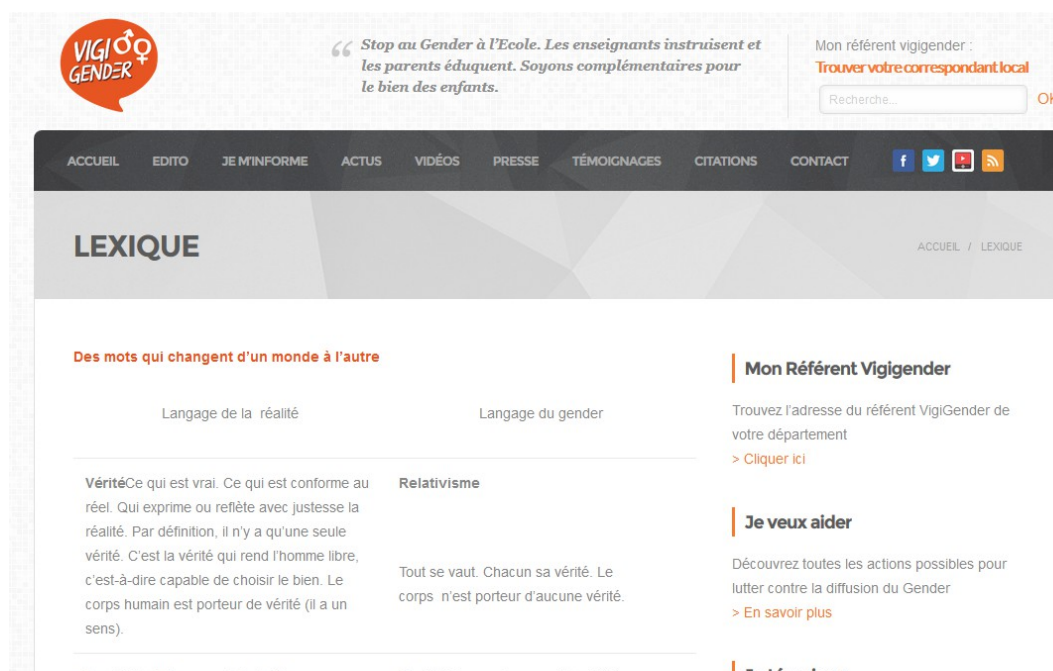 VIGI
GENDER
Stop au Gender à l'Ecole. Les enseignants instruisent et
les parents éduquent. Soyons complémentaires pour
le bien des enfants.
Mon référent vigigender :
Trouver votre correspondant local
Recherche...
OK
ACCUEIL EDITO JE M'INFORME ACTUS VIDÉOS PRESSE TÉMOIGNAGES CITATIONS CONTACT
LEXIQUE
ACCUEIL / LEXIQUE
Des mots qui changent d'un monde à l'autre
Langage de la réalité
Langage du gender
VéritéCe qui est vrai. Ce qui est conforme au
réel. Qui exprime ou reflète avec justesse la
réalité. Par définition, il n'y a qu'une seule
vérité. C'est la vérité qui rend l'homme libre,
c'est-à-dire capable de choisir le bien. Le
corps humain est porteur de vérité (il a un
sens).
Relativisme
Tout se vaut. Chacun sa vérité. Le
corps n'est porteur d'aucune vérité.
Mon Référent Vigigender
Trouvez l'adresse du référent VigiGender de
votre département
> Cliquer ici
Je veux aider
Découvrez toutes les actions possibles pour
lutter contre la diffusion du Gender
> En savoir plus